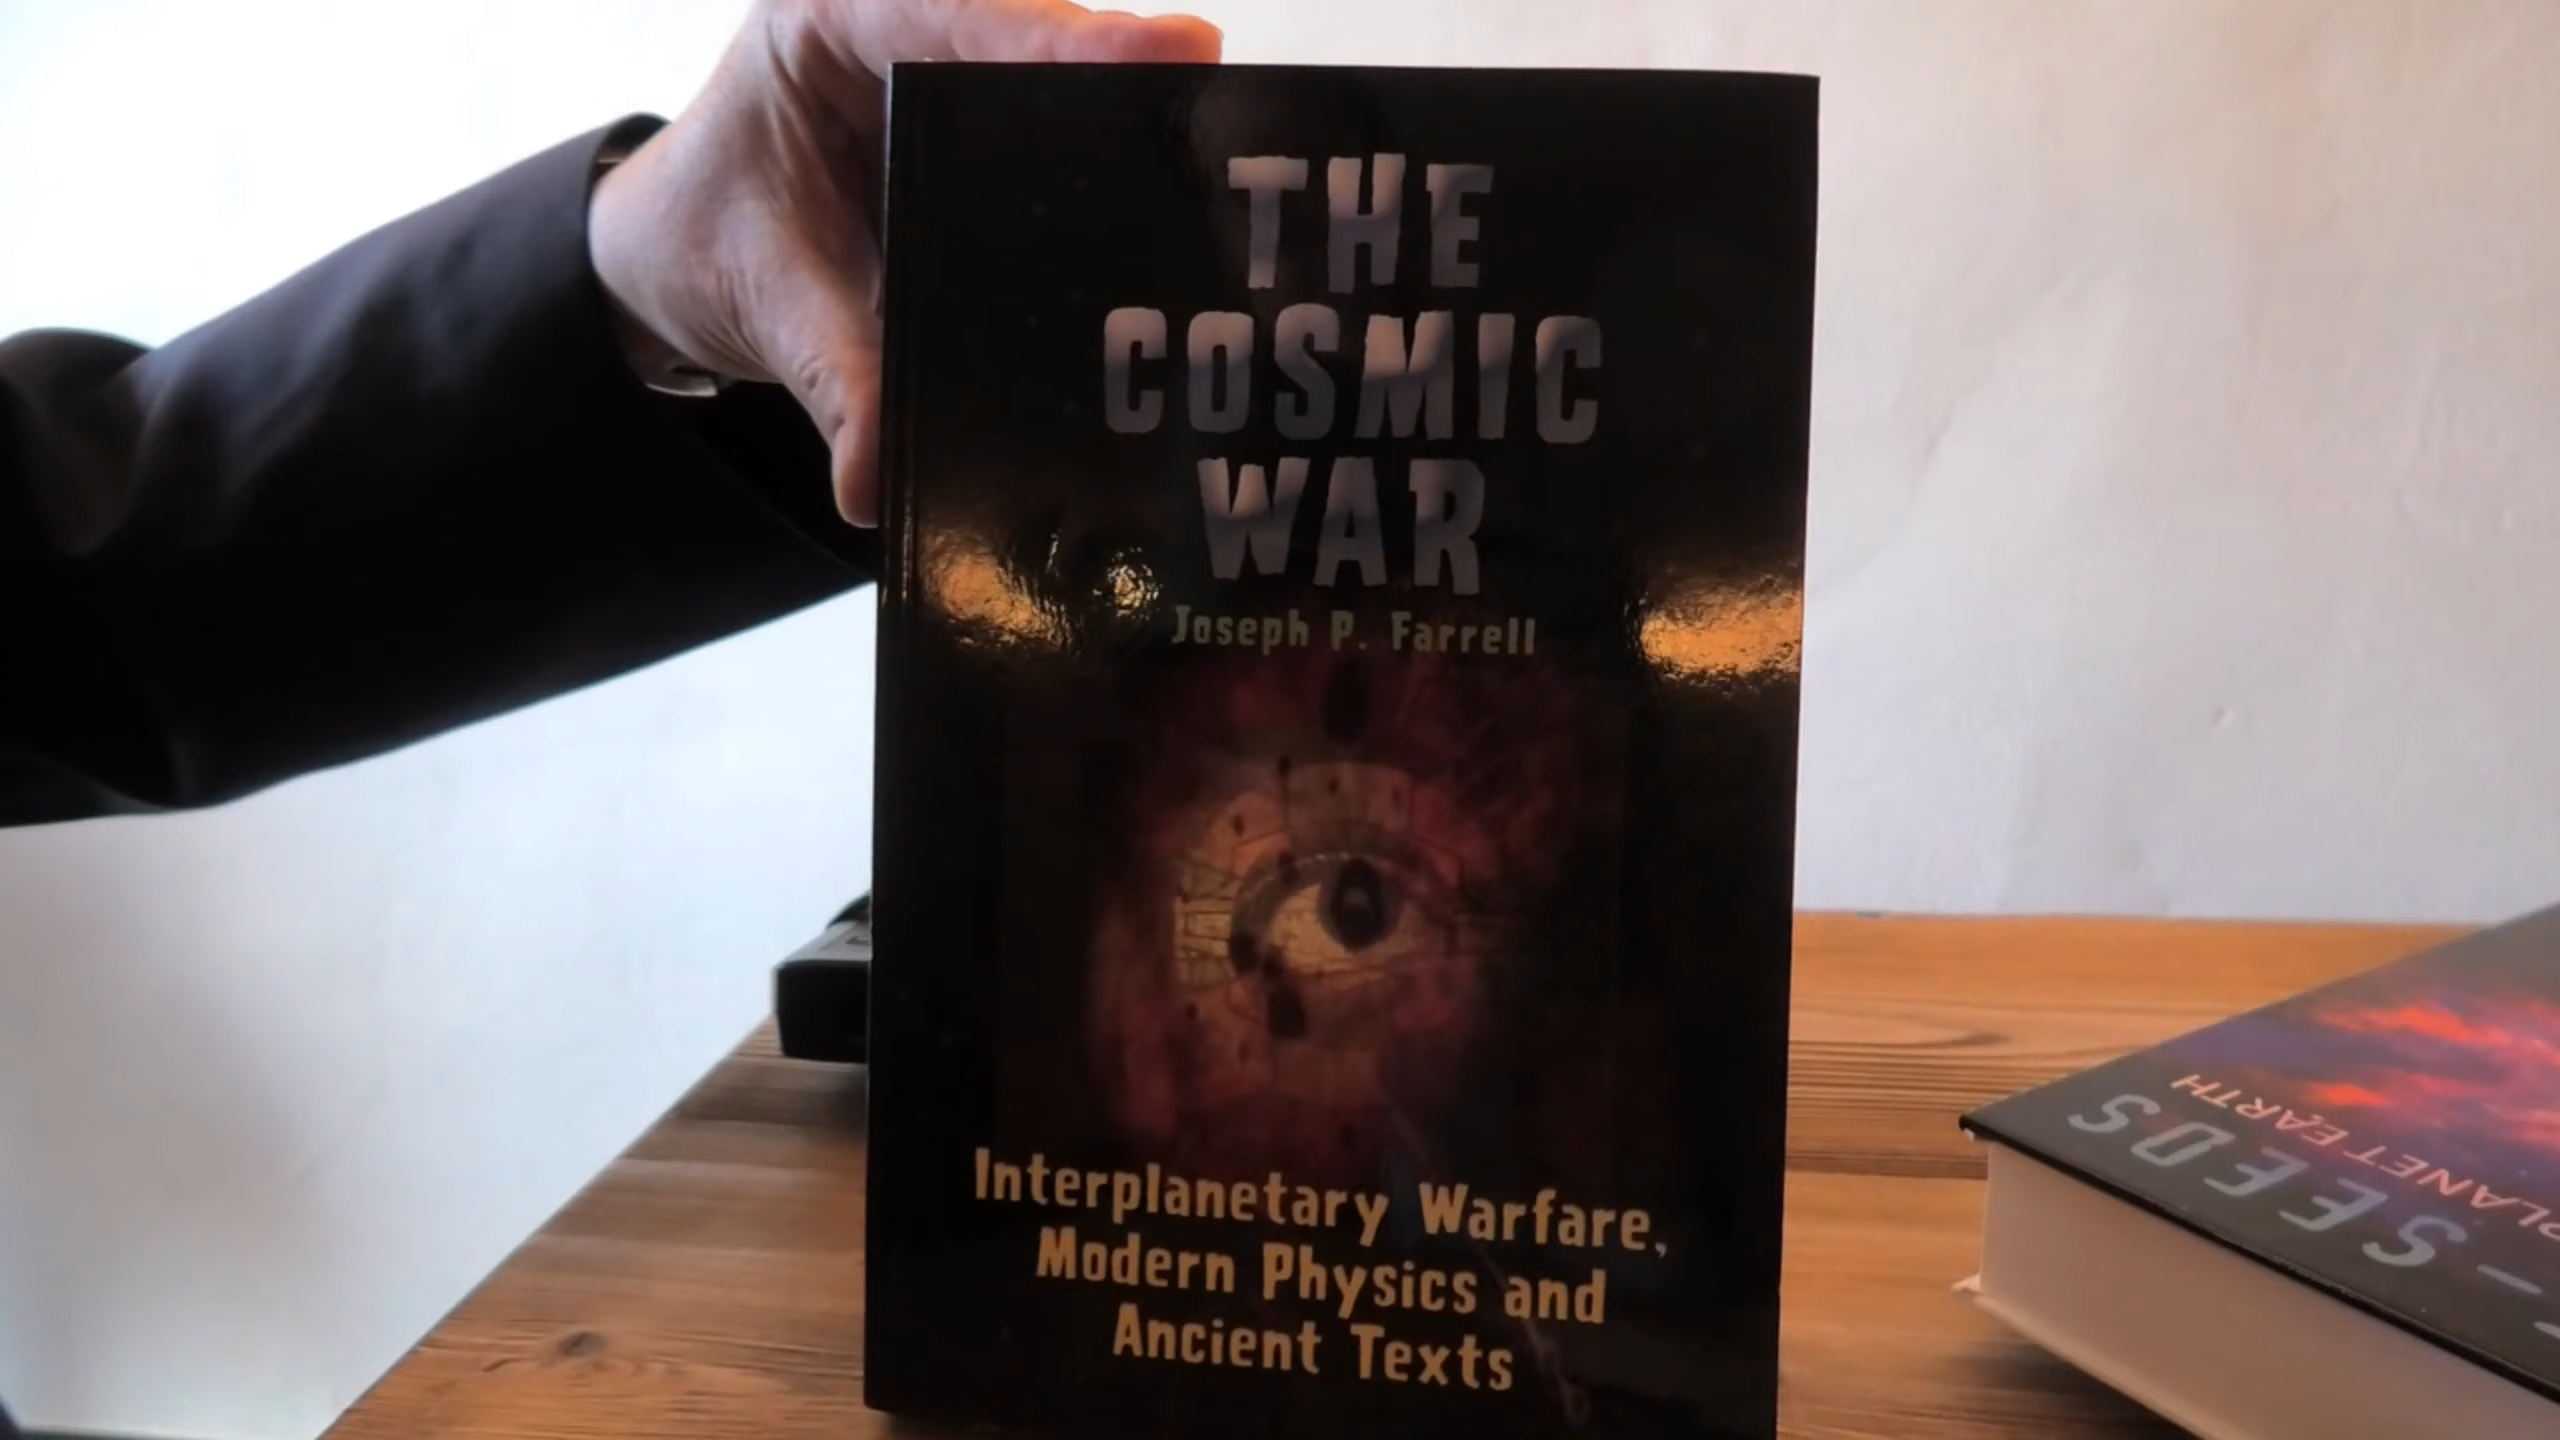 THE
COSMIC
WAR
Joseph P. Farrell
Interplanetary Warfare,
Modern Physics and
Ancient Texts
SEEDS
PLANET EARTH